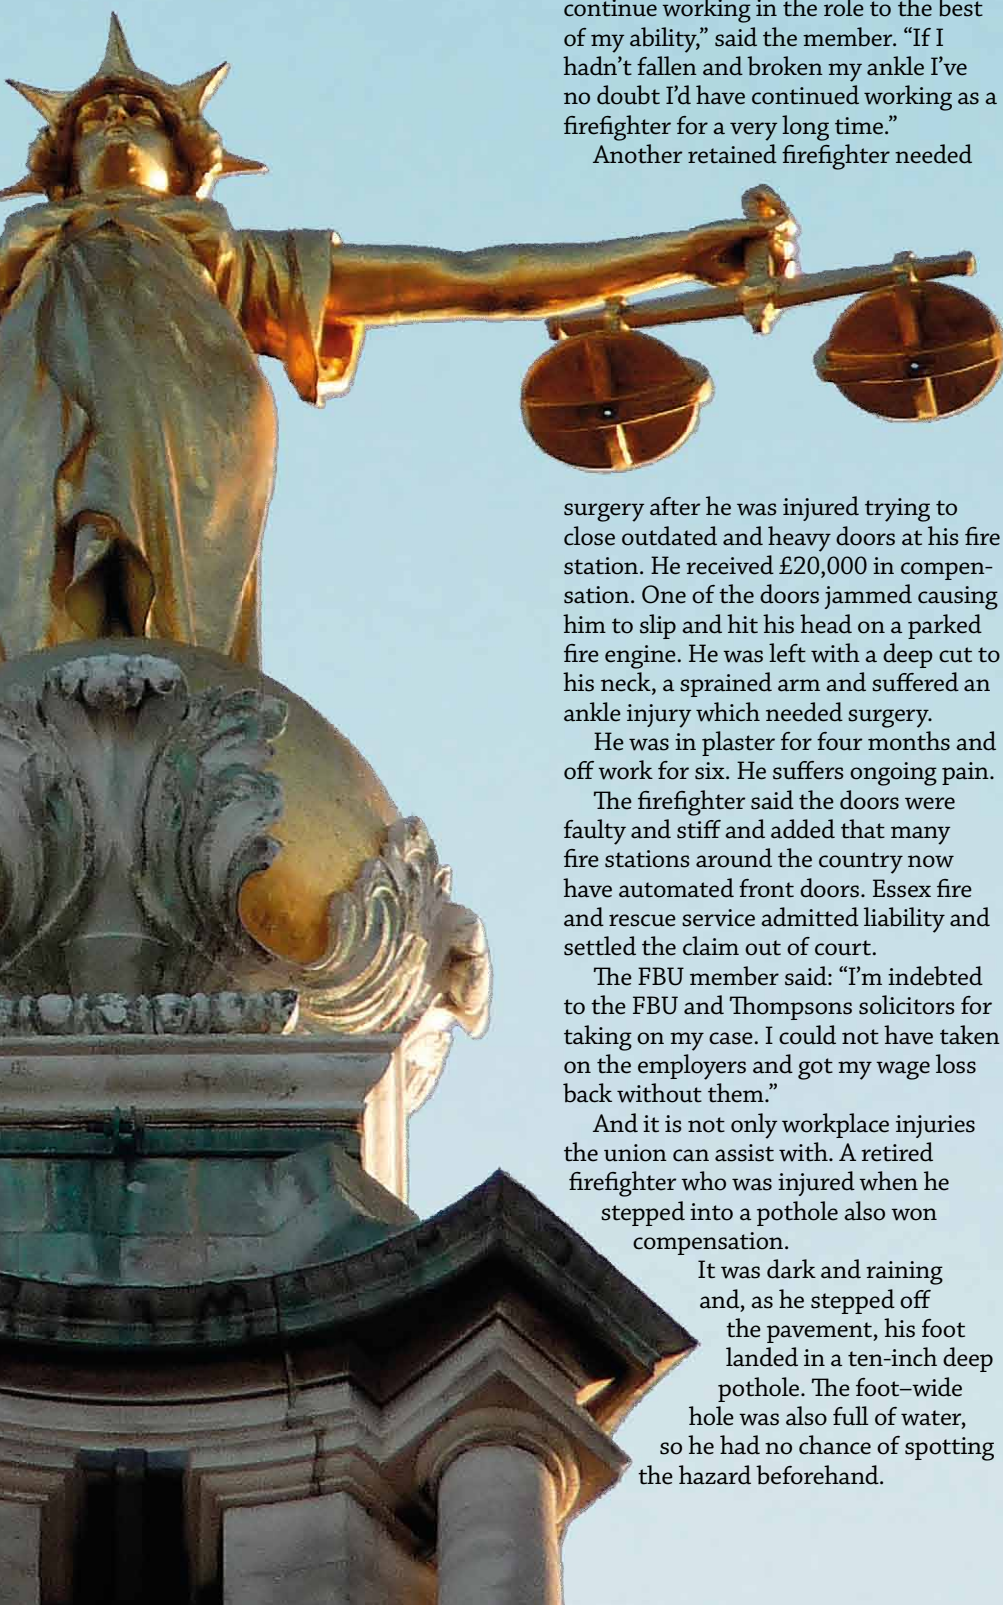 continue working in the role to the best
of my ability,” said the member. “If I
hadn’t fallen and broken my ankle I’ve
no doubt I’d have continued working as a
firefighter for a very long time.”
Another retained firefighter needed
surgery after he was injured trying to
close outdated and heavy doors at his fire
station. He received £20,000 in compen-
sation. One of the doors jammed causing
him to slip and hit his head on a parked
fire engine. He was left with a deep cut to
his neck, a sprained arm and suffered an
ankle injury which needed surgery.
He was in plaster for four months and
off work for six. He suffers ongoing pain.
The firefighter said the doors were
faulty and stiff and added that many
fire stations around the country now
have automated front doors. Essex fire
and rescue service admitted liability and
settled the claim out of court.
The FBU member said: “I’m indebted
to the FBU and Thompsons solicitors for
taking on my case. I could not have taken
on the employers and got my wage loss
back without them.”
And it is not only workplace injuries
the union can assist with. A retired
firefighter who was injured when he
stepped into a pothole also won
compensation.
It was dark and raining
and, as he stepped off
the pavement, his foot
landed in a ten-inch deep
pothole. The foot–wide
hole was also full of water,
so he had no chance of spotting
the hazard beforehand.